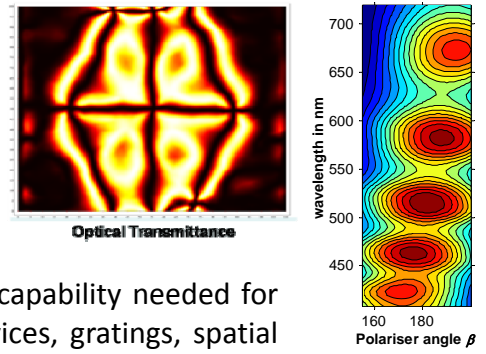 Optical Transmittance
capability needed for
rices, gratings, spatial
700
650
600
550
500
450
wavelength in nm
160 180
Polariser angle β